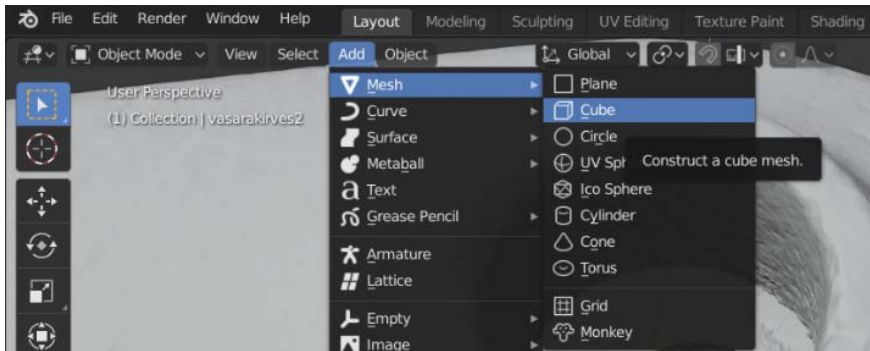 File Edit Render Window Help Layout Modeling Sculpting UV Editing Texture Paint Shading
Object Mode View Select Add Object Global
User Perspective
(1) Collection | vasarakirves2
Mesh
Curve
Surface
Metaball
Text
Grease Pencil
Armature
Lattice
Empty
Image
Plane
Cube
Circle
UV Sph
Construct a cube mesh.
Ico Sphere
Cylinder
Cone
Torus
Grid
Monkey